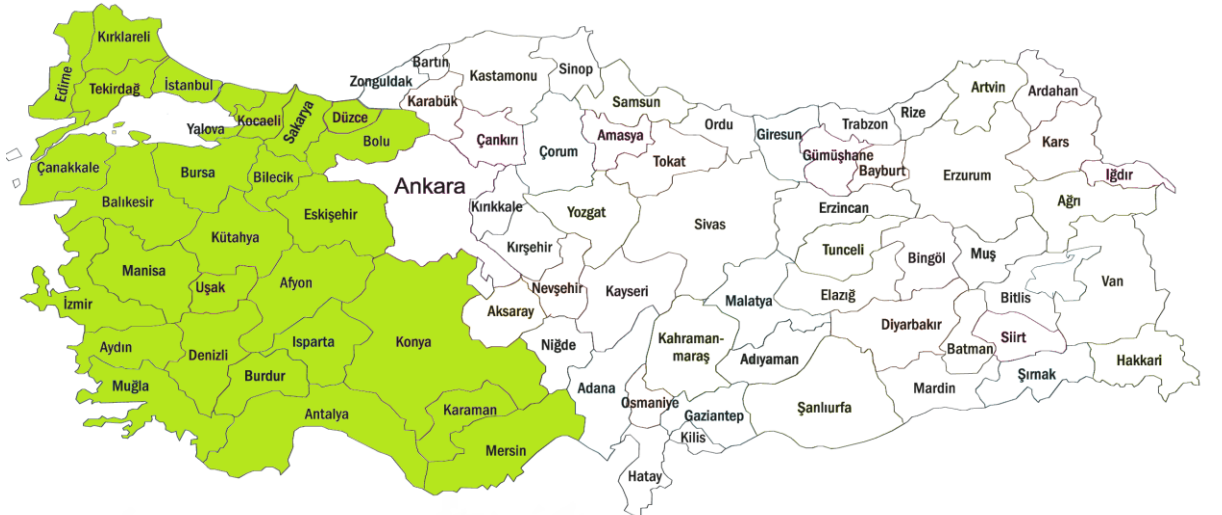 Kırklareli
Edirne
Tekirdağ
İstanbul
Yalova
Kocaeli
Sakarya
Düzce
Bolu
Zonguldak
Bartın
Karabük
Kastamonu
Sinop
Çankırı
Çorum
Samsun
Amasya
Tokat
Ordu
Giresun
Trabzon
Gümüşhane
Bayburt
Rize
Artvin
Ardahan
Kars
Iğdır
Ağrı
Erzurum
Erzincan
Çanakkale
Balıkesir
Bursa
Bilecik
Eskişehir
Kütahya
Ankara
Kırıkkale
Kırşehir
Yozgat
Sivas
Tunceli
Bingöl
Muş
Van
Bitlis
Manisa
Uşak
Afyon
İzmir
Aydın
Denizli
Isparta
Burdur
Muğla
Antalya
Konya
Aksaray
Nevşehir
Kayseri
Niğde
Karaman
Mersin
Adana
Osmaniye
Hatay
Kilis
Gaziantep
Kahraman-
maraş
Malatya
Elazığ
Adıyaman
Şanlıurfa
Diyarbakır
Batman
Siirt
Mardin
Şırnak
Hakkari